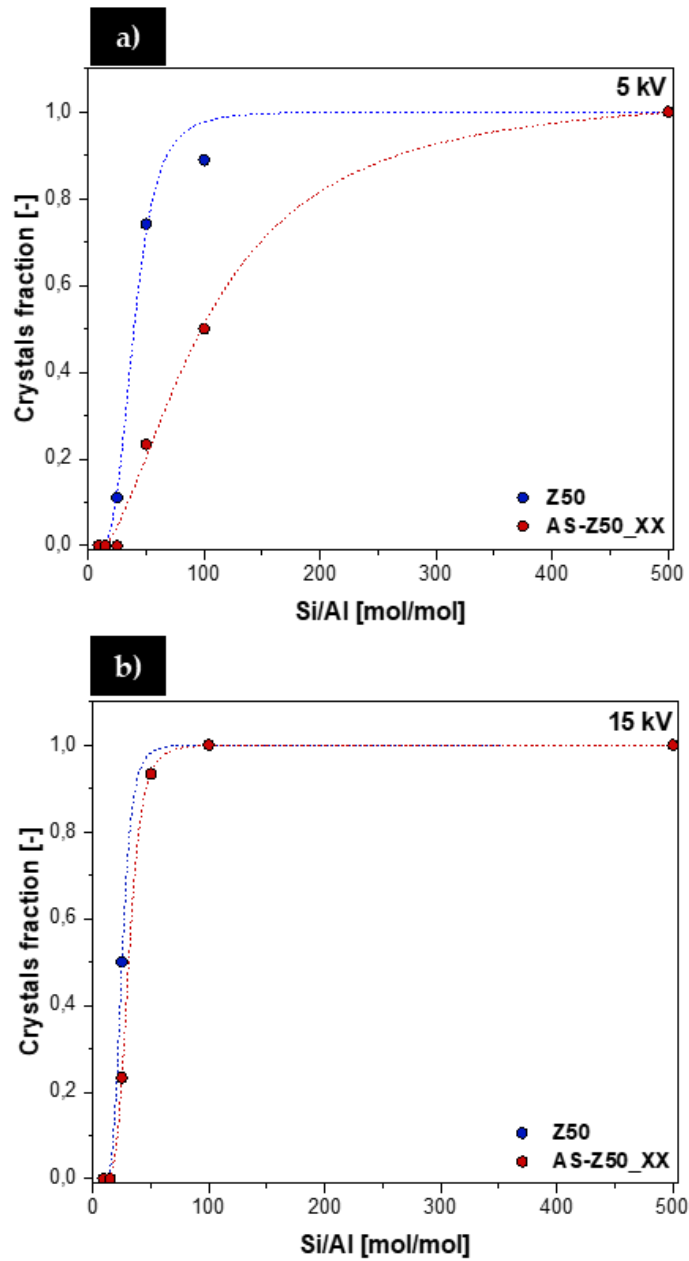 a)
5 kV
1,0
0,8
0,6
0,4
0,2
0,0
Crystals fraction [-]
Z50
AS-Z50_XX
0 100 200 300 400 500
Si/Al [mol/mol]
b)
15 kV
1,0
0,8
0,6
0,4
0,2
0,0
Crystals fraction [-]
Z50
AS-Z50_XX
0 100 200 300 400 500
Si/Al [mol/mol]